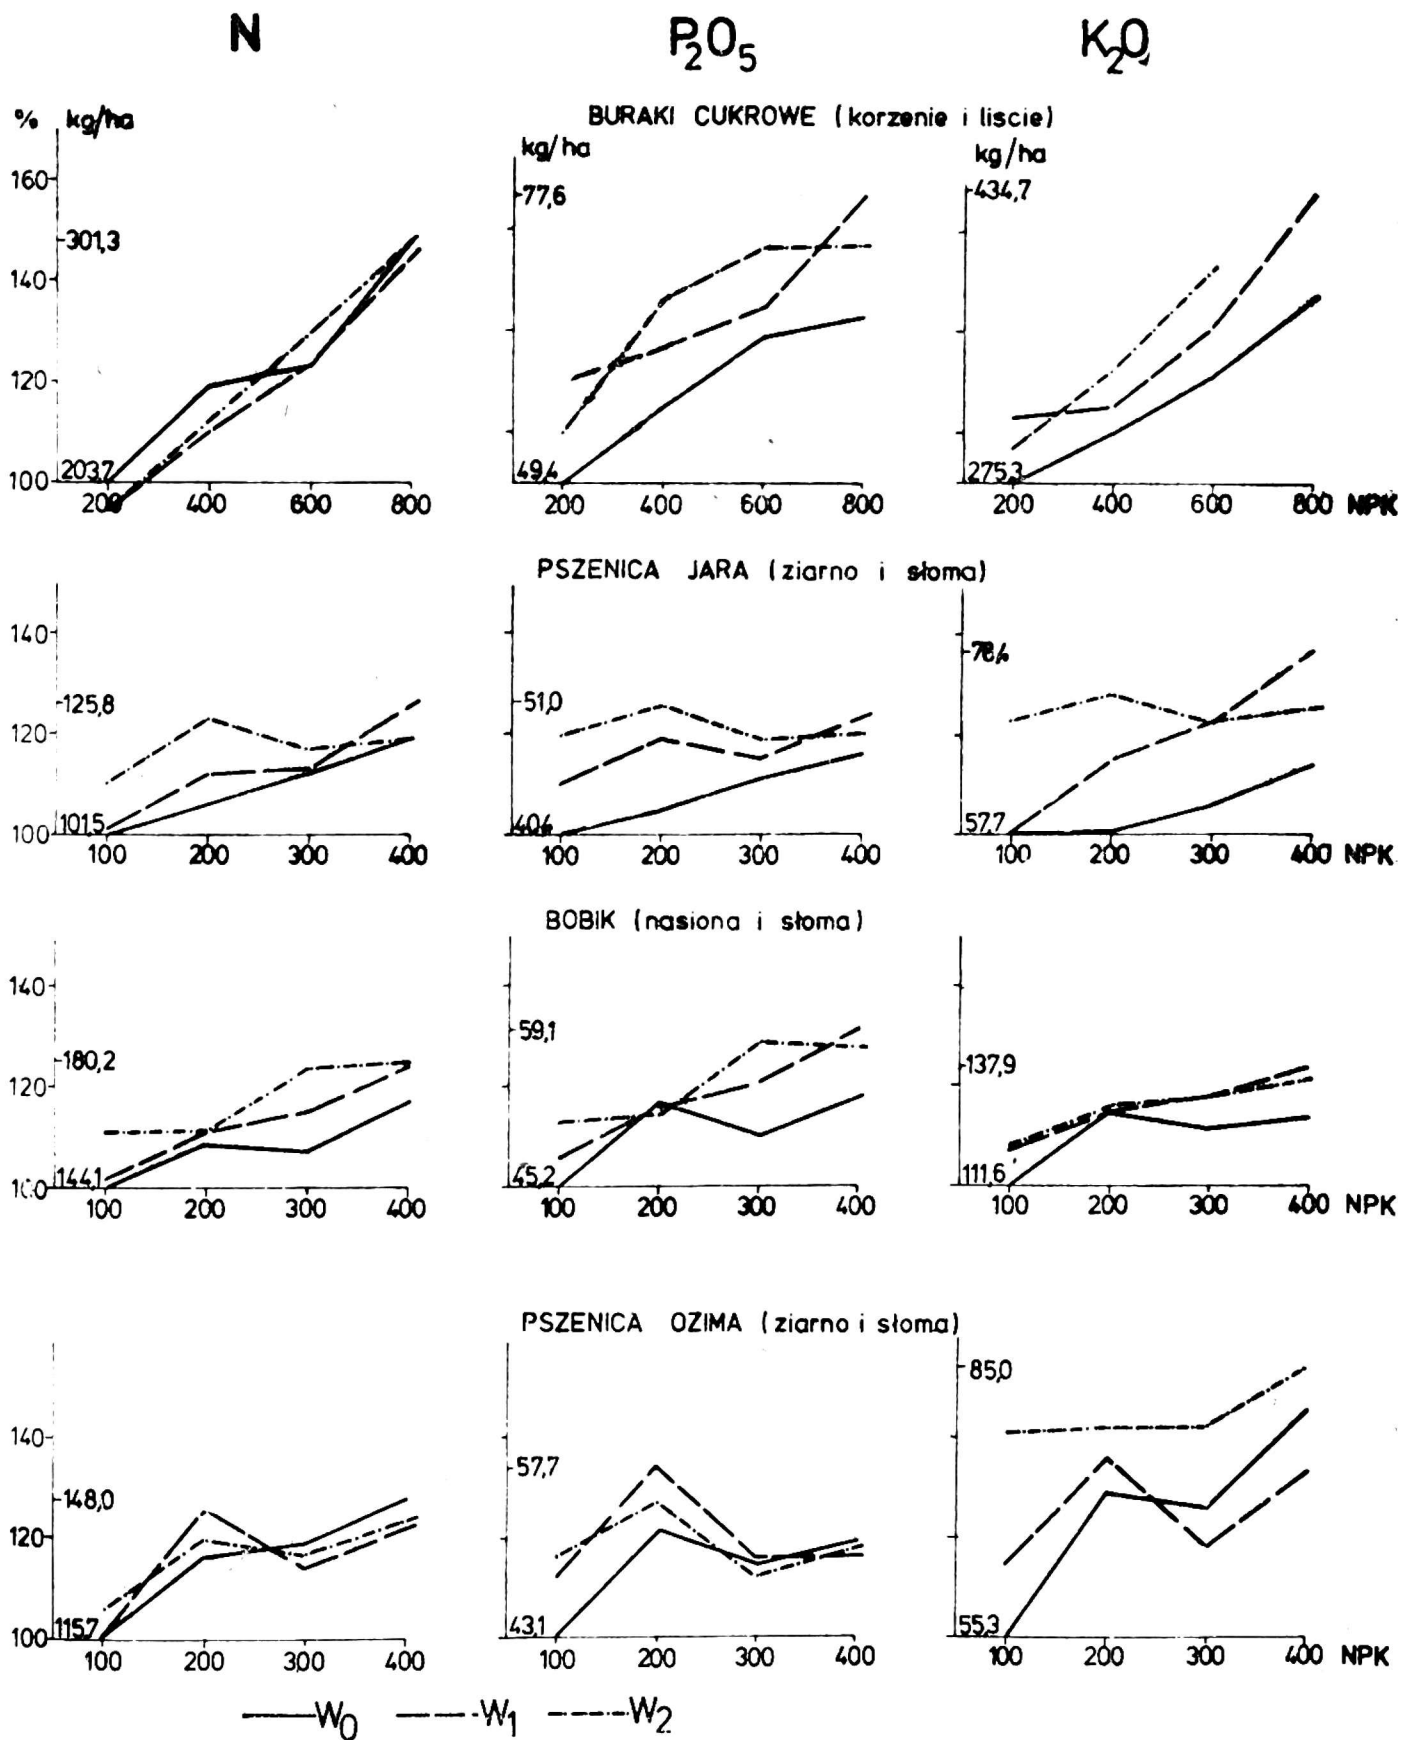 N P₂O₅ K₂O
BURAKI CUKROWE (korzenie i liscie)
% kg/ha kg/ha kg/ha
160 77,6 434,7
301,3
140
120
100 203,7 49,4 275,3
200 400 600 800 200 400 600 800 200 400 600 800 NPK
PSZENICA JARA (ziarno i słoma)
140
125,8 51,0
120
100 101,5 40,4 57,7
100 200 300 400 100 200 300 400 100 200 300 400 NPK
BOBIK (nasiona i słoma)
140
180,2 59,1 137,9
120
100 144,1 45,2 111,6
100 200 300 400 100 200 300 400 100 200 300 400 NPK
PSZENICA OZIMA (ziarno i słoma)
85,0
140
148,0 57,7
120
100 115,7 43,1 55,3
100 200 300 400 100 200 300 400 100 200 300 400 NPK
W₀ W₁ W₂